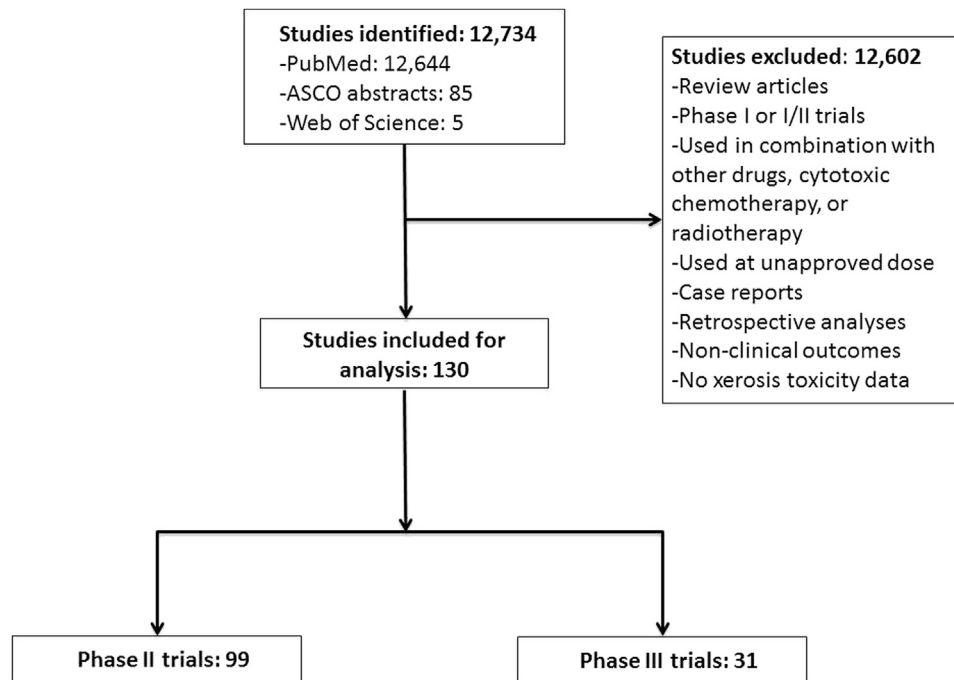 Studies identified: 12,734
-PubMed: 12,644
-ASCO abstracts: 85
-Web of Science: 5
Studies excluded: 12,602
-Review articles
-Phase I or I/II trials
-Used in combination with
other drugs, cytotoxic
chemotherapy, or
radiotherapy
-Used at unapproved dose
-Case reports
-Retrospective analyses
-Non-clinical outcomes
-No xerosis toxicity data
Studies included for
analysis: 130
Phase II trials: 99
Phase III trials: 31